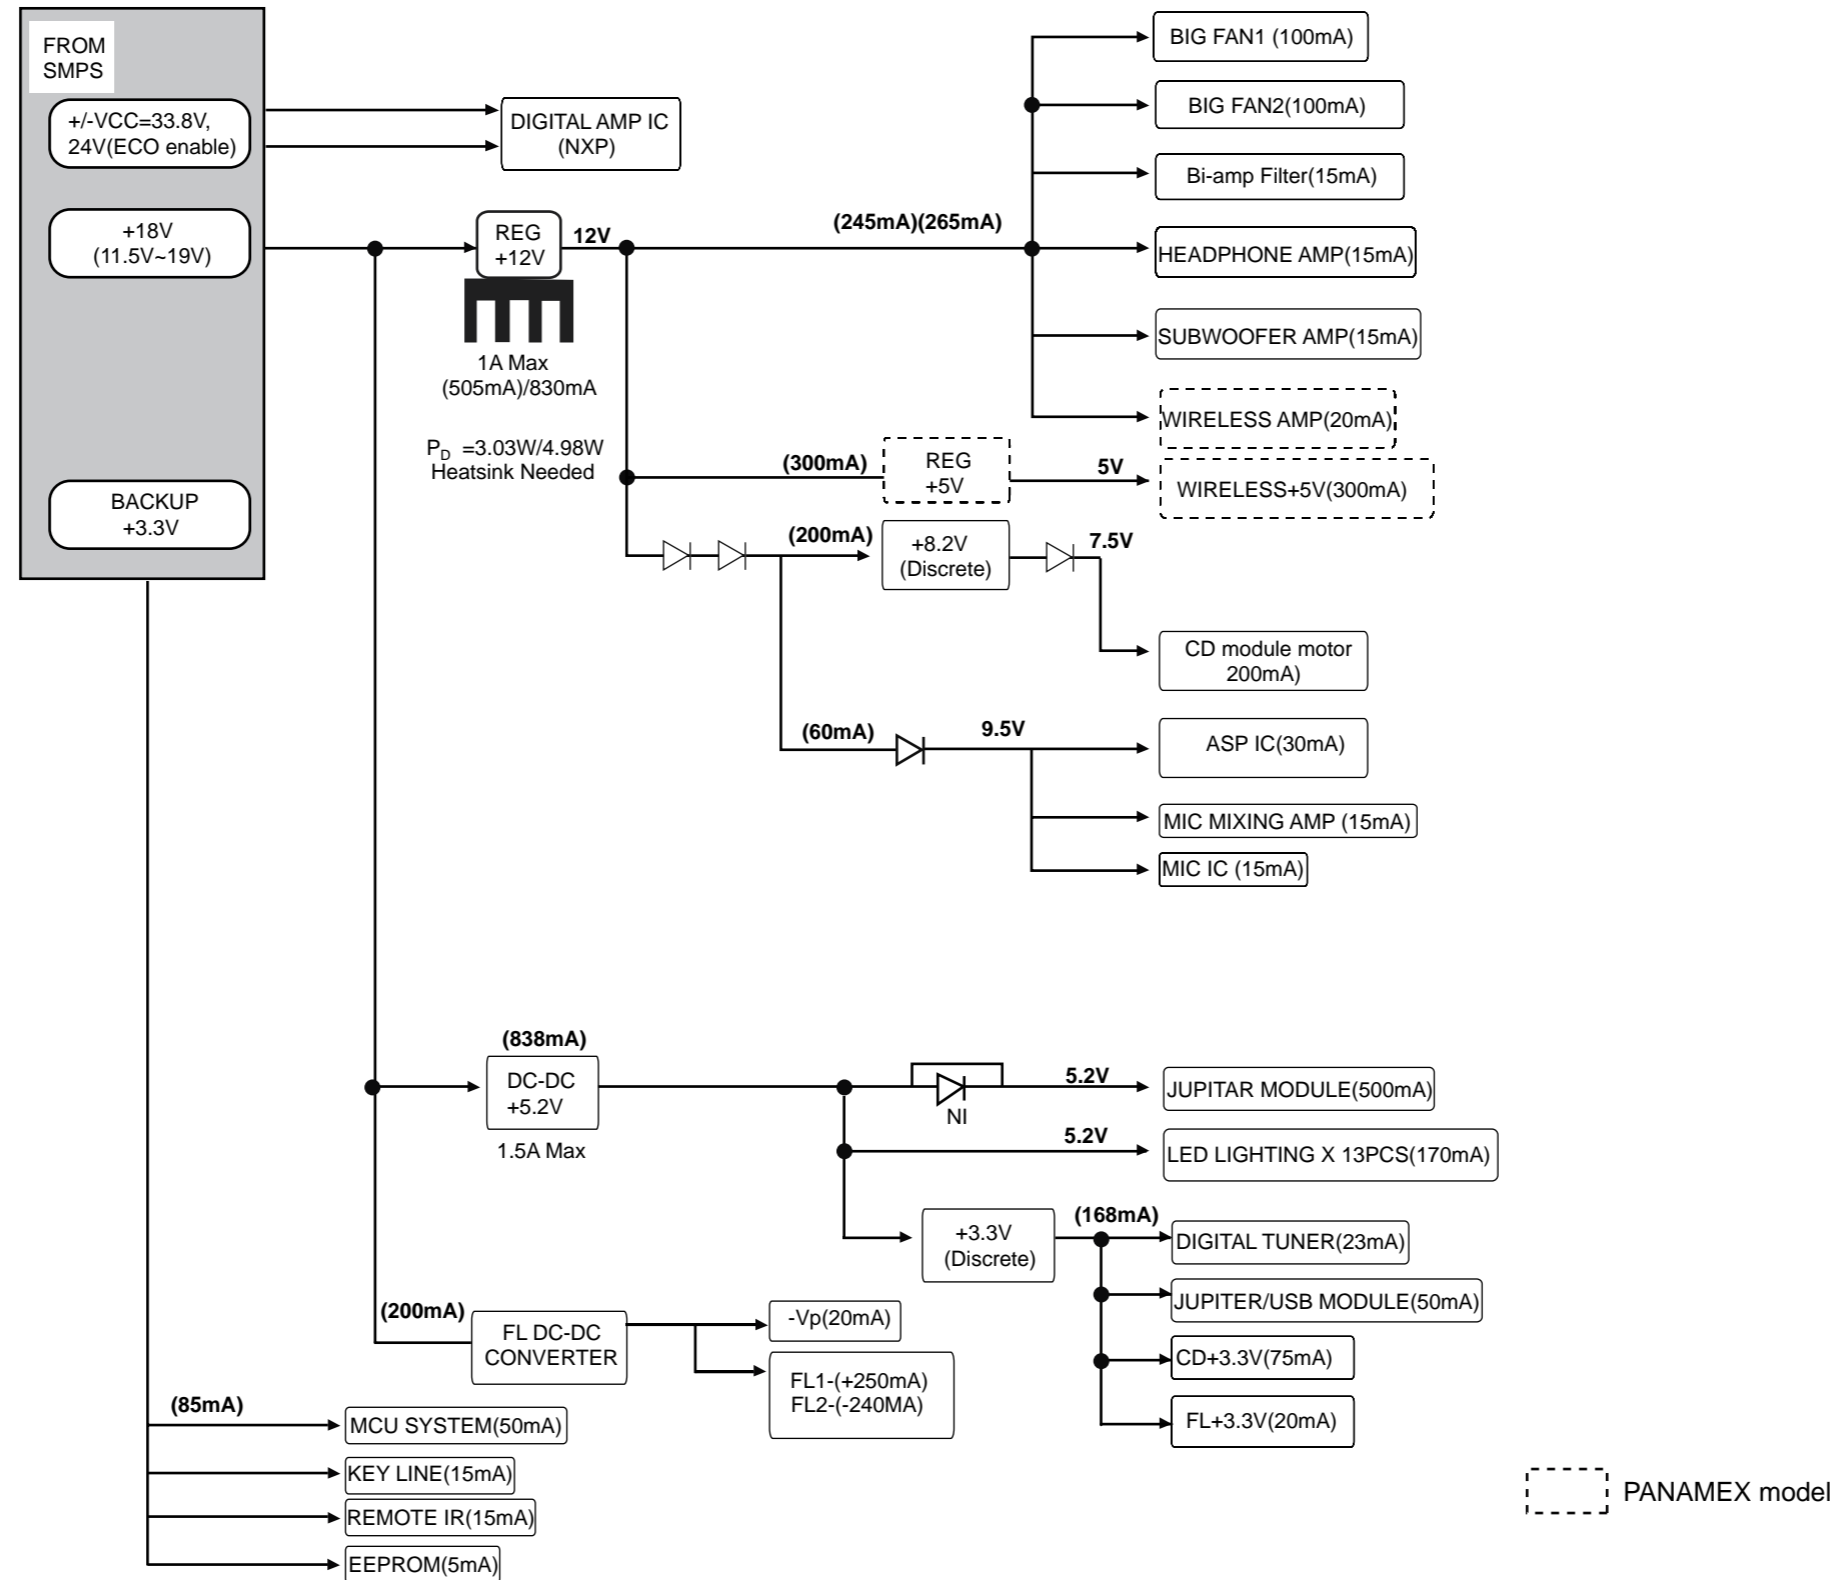 FROM
SMPS
+/-VCC=33.8V,
24V(ECO enable)
DIGITAL AMP IC
(NXP)
+18V
(11.5V~19V)
REG
+12V
12V
1A Max
(505mA)/830mA
PD =3.03W/4.98W
Heatsink Needed
BACKUP
+3.3V
(245mA)(265mA)
BIG FAN1 (100mA)
BIG FAN2(100mA)
Bi-amp Filter(15mA)
HEADPHONE AMP(15mA)
SUBWOOFER AMP(15mA)
WIRELESS AMP(20mA)
(300mA)
REG
+5V
5V
WIRELESS+5V(300mA)
(200mA)
+8.2V
(Discrete)
7.5V
CD module motor
200mA)
(60mA)
9.5V
ASP IC(30mA)
MIC MIXING AMP (15mA)
MIC IC (15mA)
(838mA)
DC-DC
+5.2V
1.5A Max
NI
5.2V
JUPITAR MODULE(500mA)
5.2V
LED LIGHTING X 13PCS(170mA)
+3.3V
(Discrete)
(168mA)
DIGITAL TUNER(23mA)
JUPITER/USB MODULE(50mA)
CD+3.3V(75mA)
FL+3.3V(20mA)
(200mA)
FL DC-DC
CONVERTER
-Vp(20mA)
FL1-(+250mA)
FL2-(-240MA)
(85mA)
MCU SYSTEM(50mA)
KEY LINE(15mA)
REMOTE IR(15mA)
EEPROM(5mA)
PANAMEX model